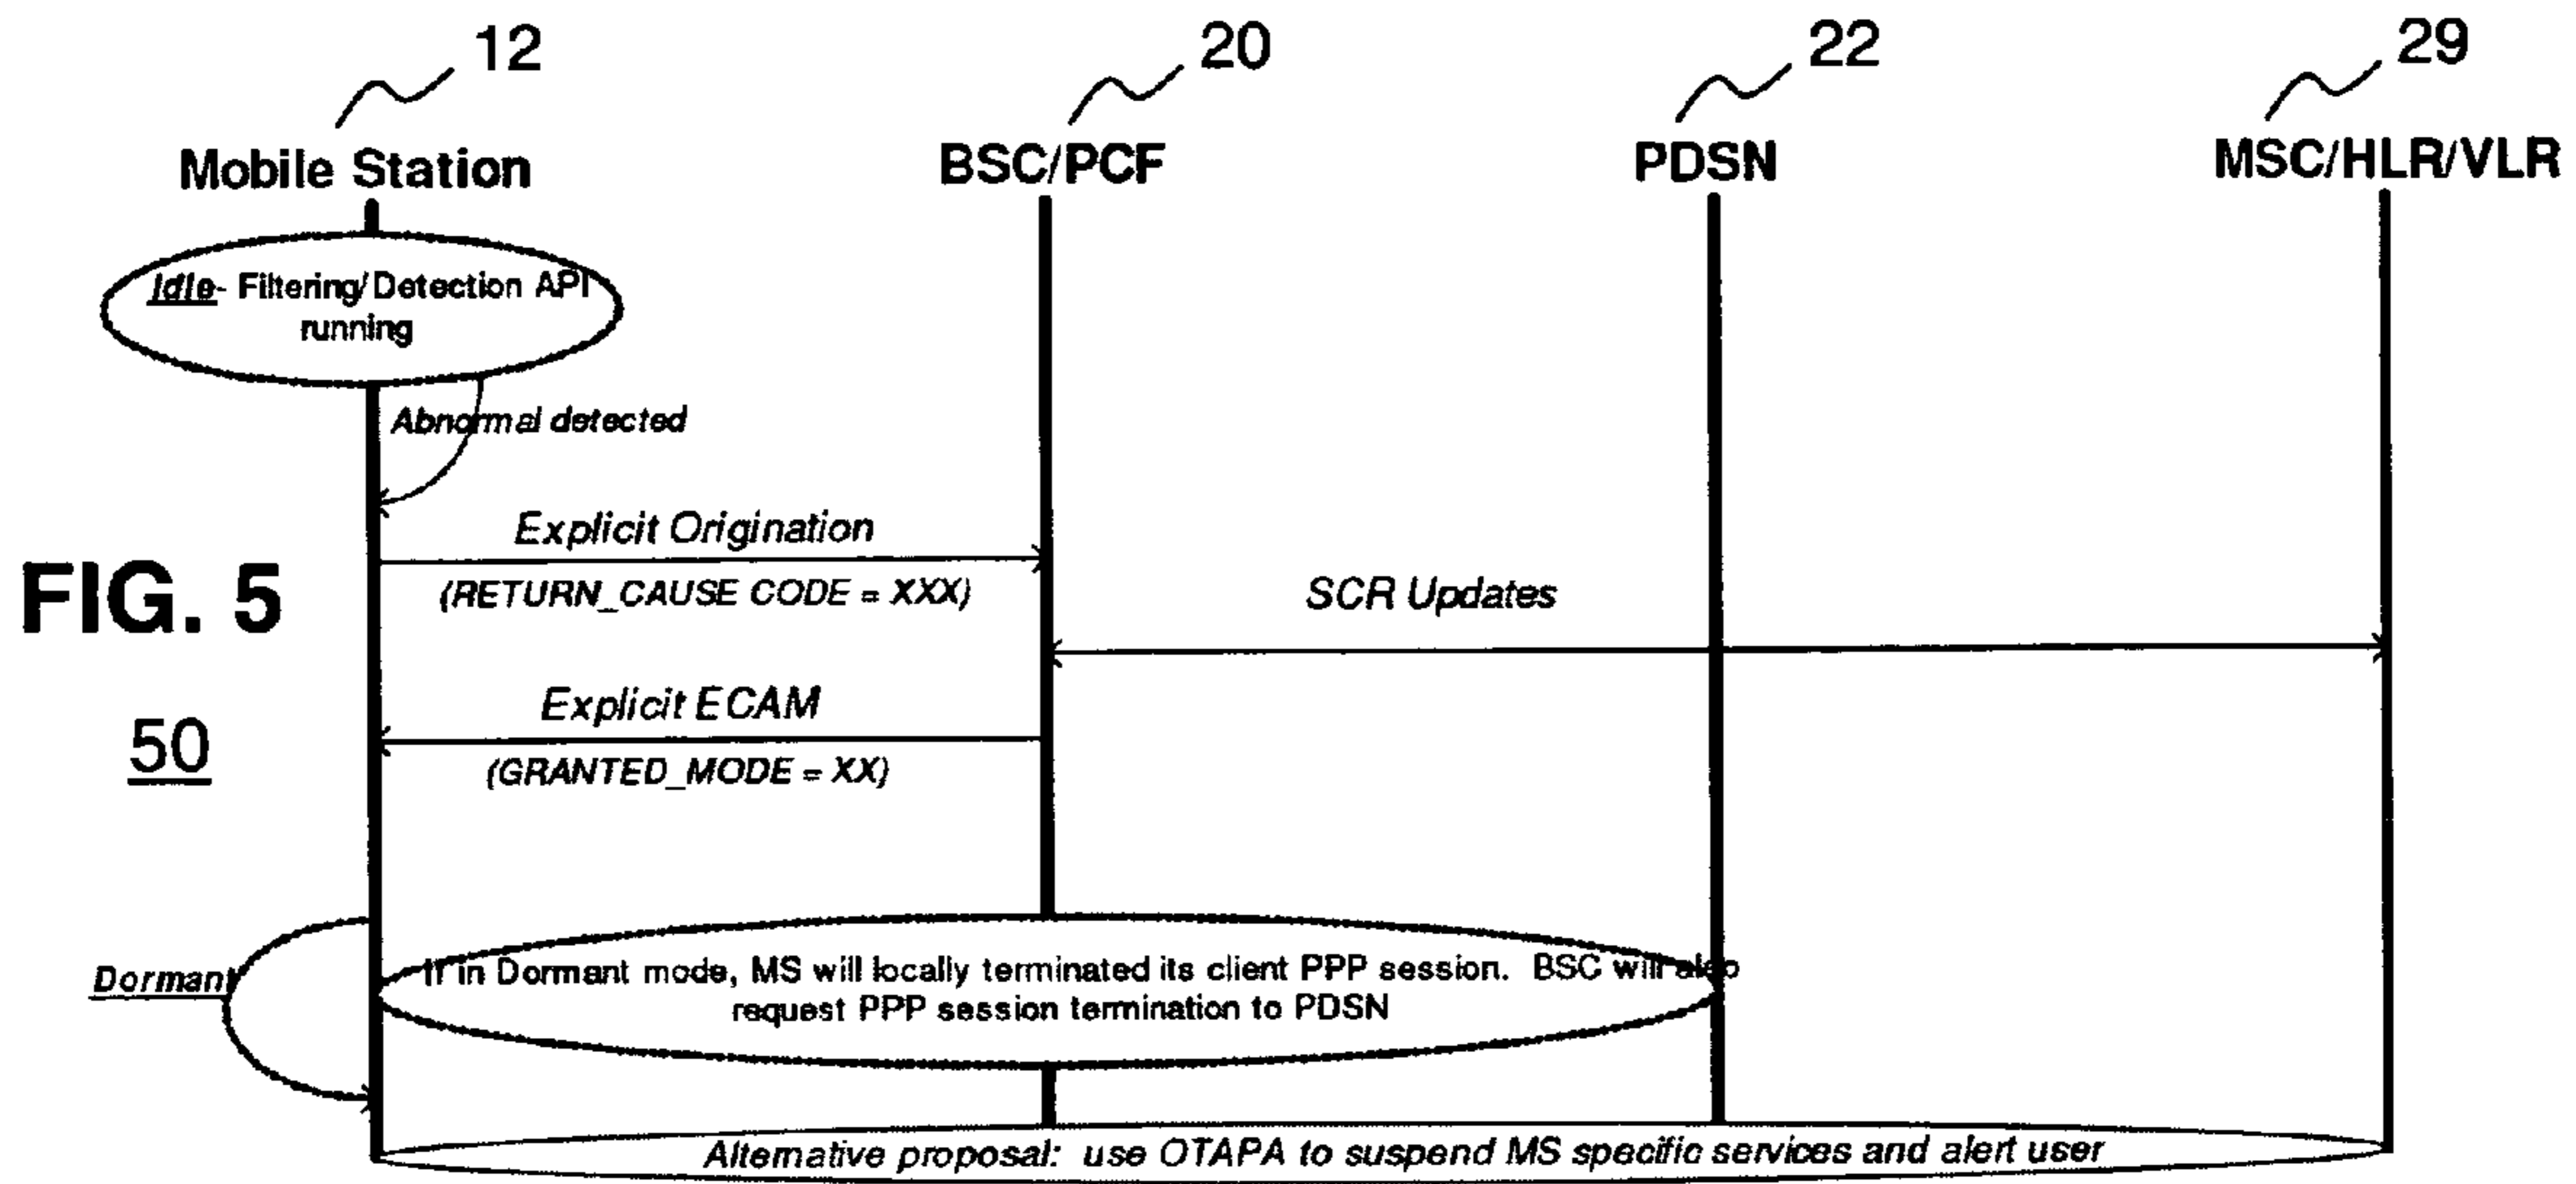 12
20
22
29
Mobile Station
BSC/PCF
PDSN
MSC/HLR/VLR
Idle- Filtering/Detection API
running
Abnormal detected
Explicit Origination
(RETURN_CAUSE CODE = XXX)
SCR Updates
FIG. 5
50
Explicit ECAM
(GRANTED_MODE = XX)
Dormant
If in Dormant mode, MS will locally terminated its client PPP session. BSC will also
request PPP session termination to PDSN
Alternative proposal: use OTAPA to suspend MS specific services and alert user